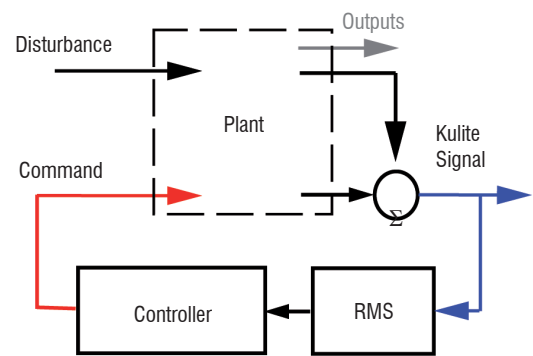 Outputs
Disturbance
Plant
Kulite
Signal
Command
Σ
Controller
RMS